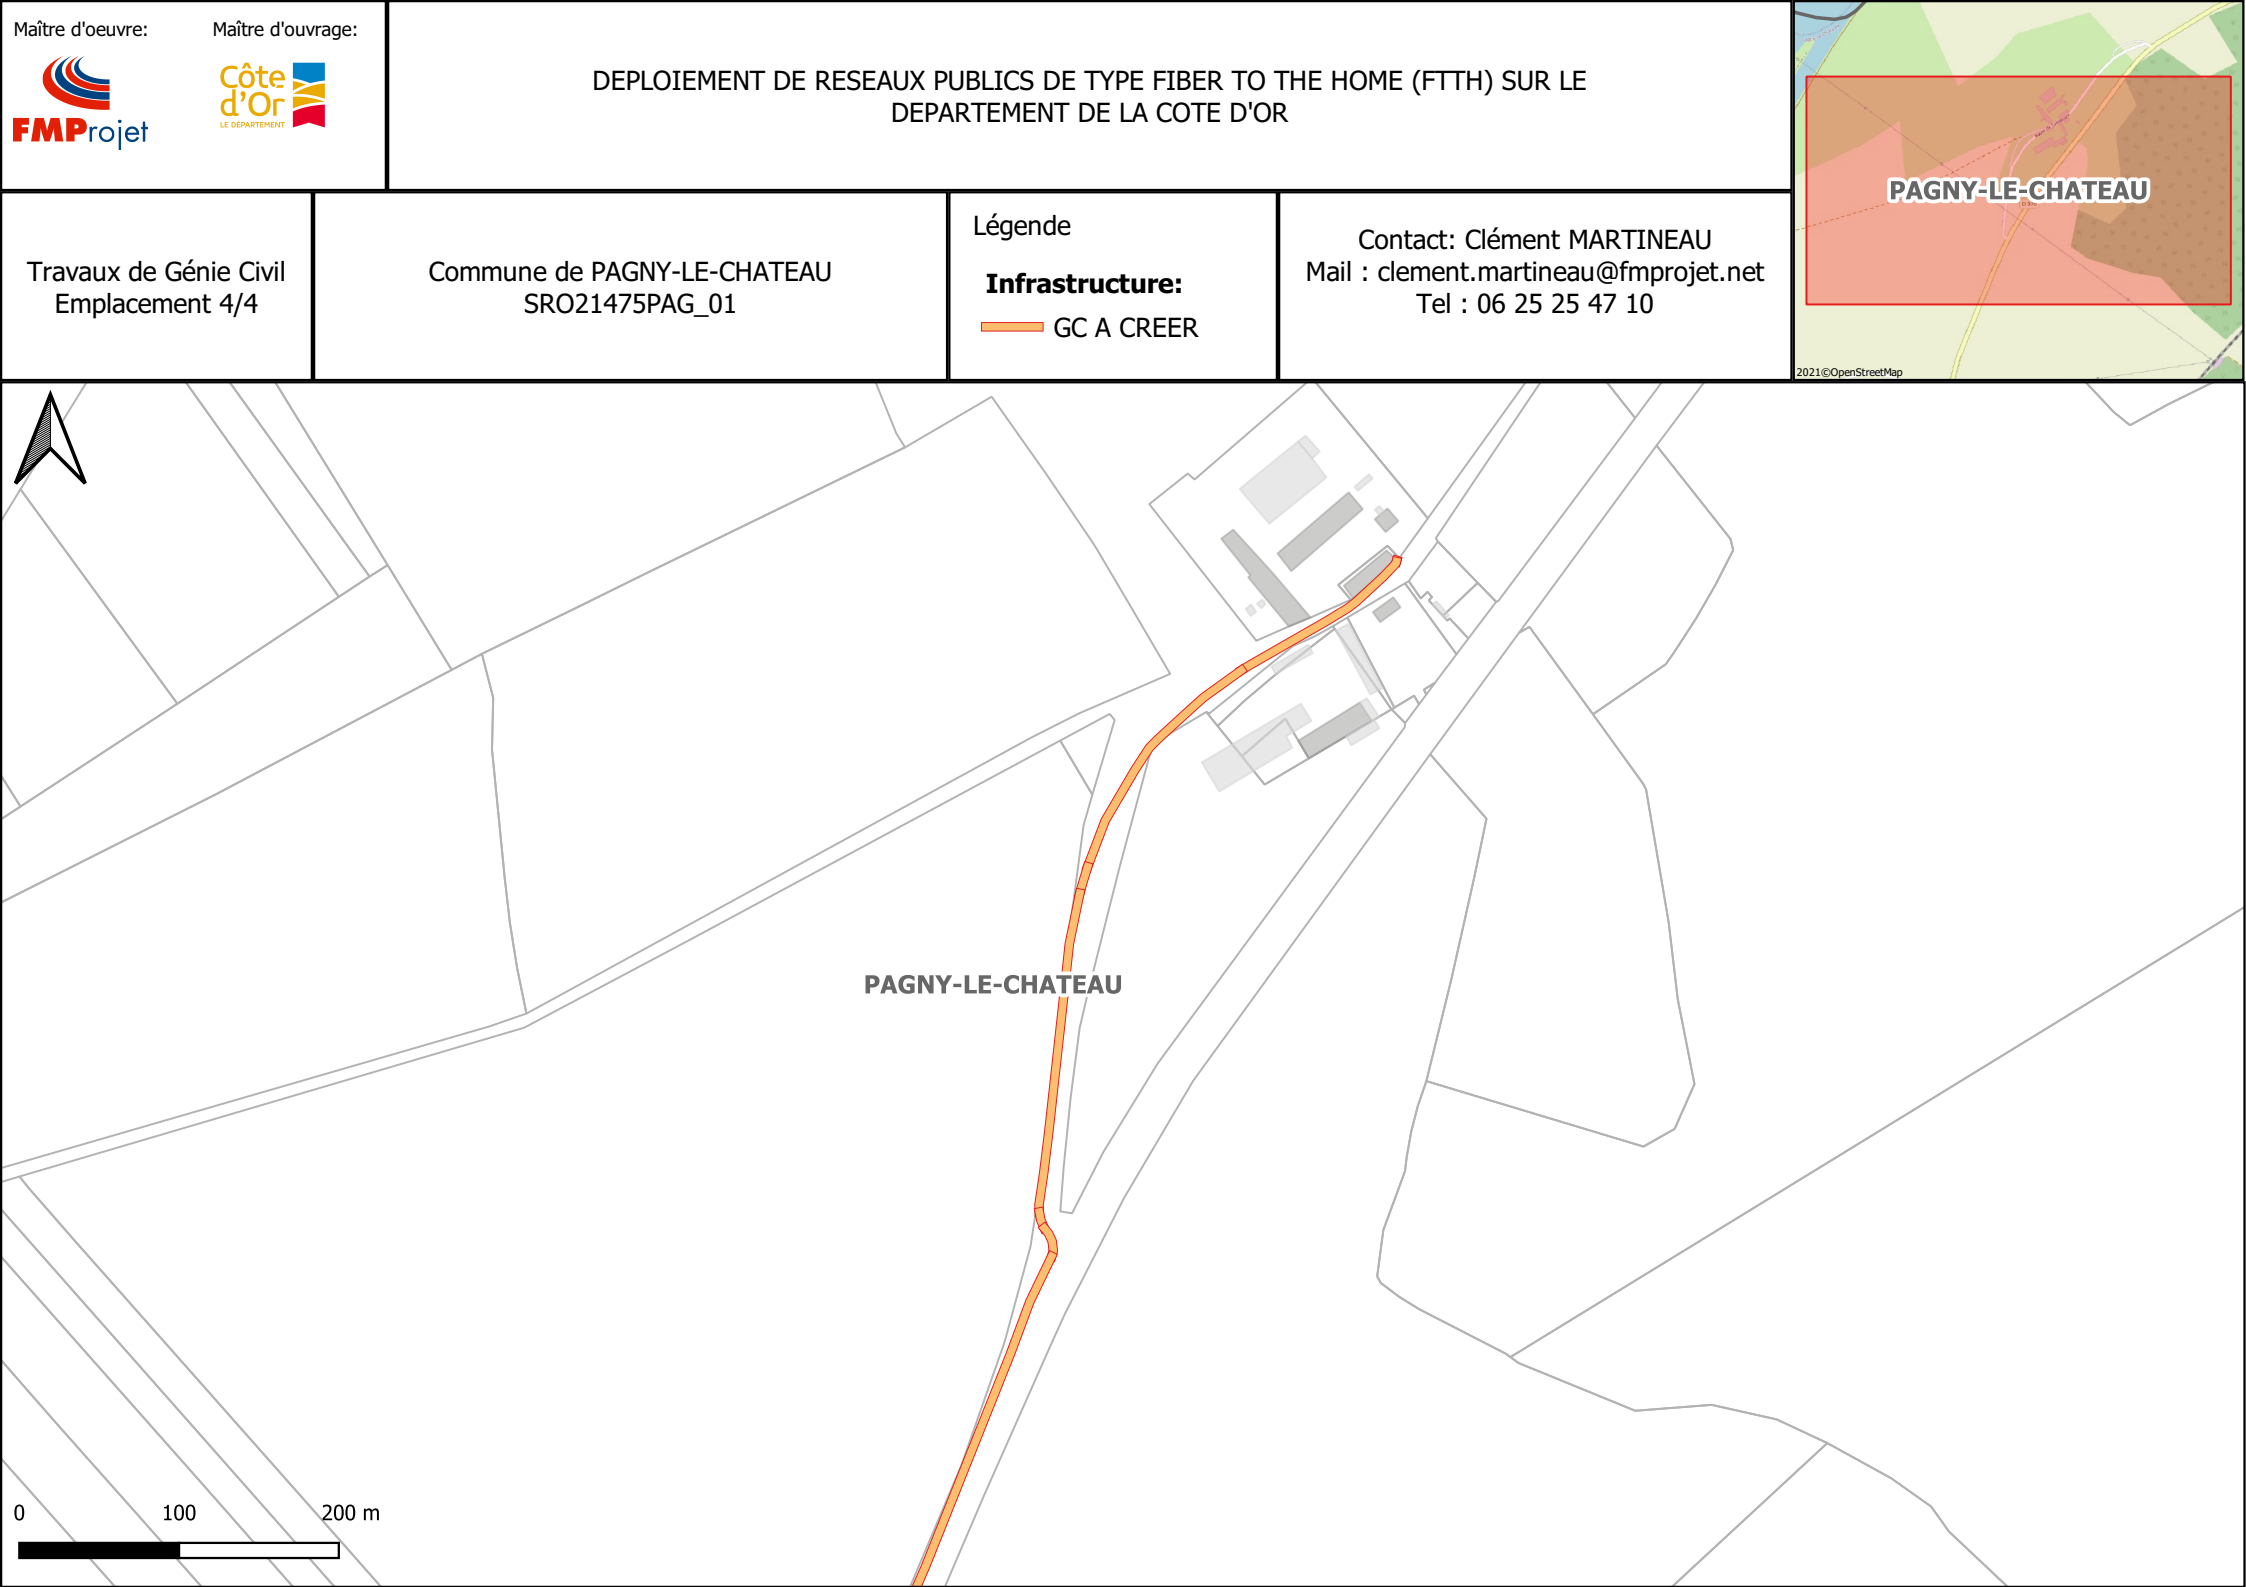 Maître d'oeuvre:
Maître d'ouvrage:
FMProjet
Côte
d'Or
LE DÉPARTEMENT
DEPLOIEMENT DE RESEAUX PUBLICS DE TYPE FIBER TO THE HOME (FTTH) SUR LE
DEPARTEMENT DE LA COTE D'OR
PAGNY-LE-CHATEAU
2021©OpenStreetMap
Travaux de Génie Civil
Emplacement 4/4
Commune de PAGNY-LE-CHATEAU
SRO21475PAG_01
Légende
Infrastructure:
GC A CREER
Contact: Clément MARTINEAU
Mail : clement.martineau@fmprojet.net
Tel : 06 25 25 47 10
PAGNY-LE-CHATEAU
0 100 200 m